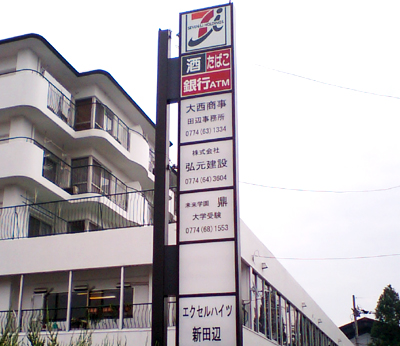 SEVEN & i HOLDINGS
酒 たばこ
銀行ATM
大西商事
田辺事務所
0774 (63) 1334
株式会社
弘元建設
0774 (64) 3604
未来学園 鼎
大学受験
0774 (68) 1553
エクセルハイツ
新田辺